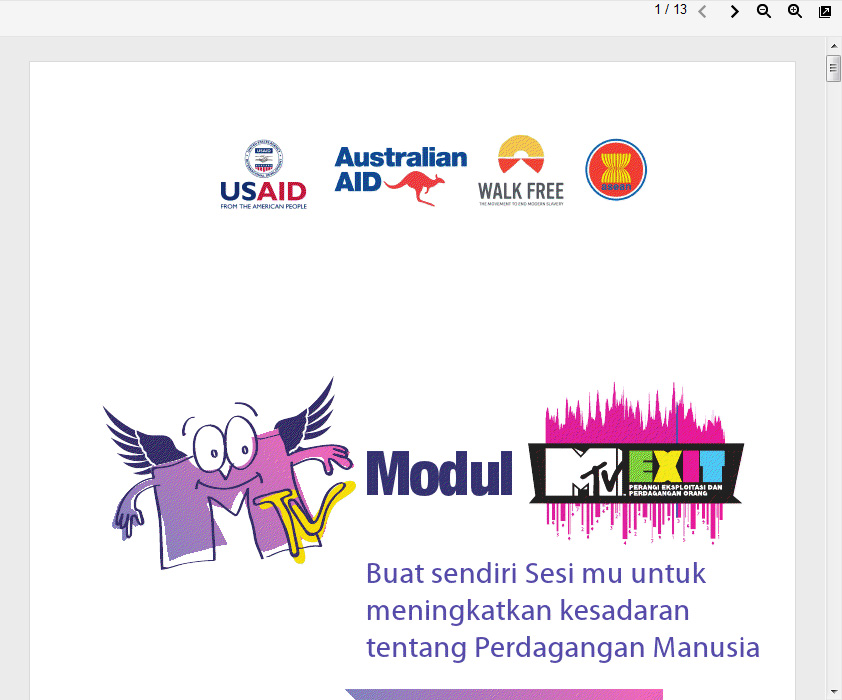 1 / 13
USAID
USAID
FROM THE AMERICAN PEOPLE
Australian
AID
WALK FREE
THE MOVEMENT TO END MODERN SLAVERY
asean
TV
Modul
MTV EXIT
PERANGI EKSPLOITASI DAN
PERDAGANGAN ORANG
Buat sendiri Sesi mu untuk
meningkatkan kesadaran
tentang Perdagangan Manusia